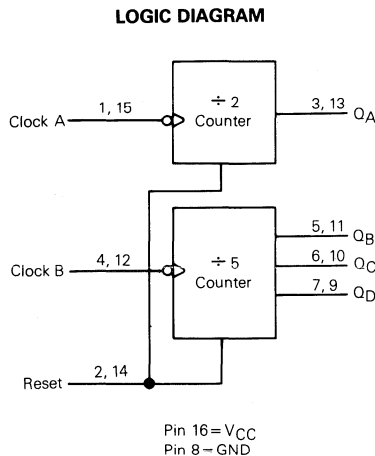 LOGIC DIAGRAM
Clock A
1, 15
÷ 2
Counter
3, 13
QA
Clock B
4, 12
÷ 5
Counter
5, 11
QB
6, 10
QC
7, 9
QD
Reset
2, 14
Pin 16=VCC
Pin 8=GND